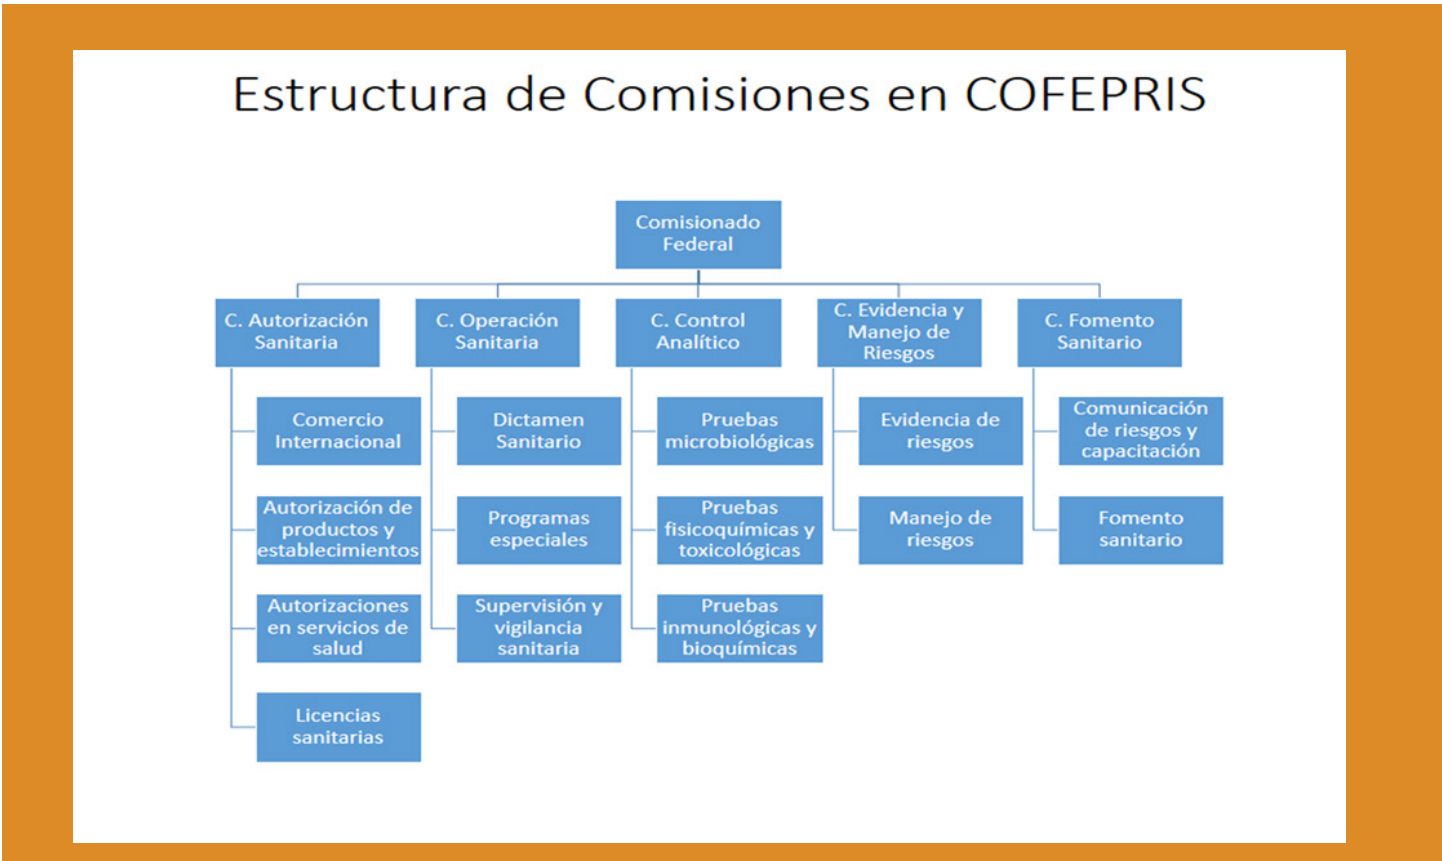 Estructura de Comisiones en COFEPRIS
Comisionado
Federal
C. Autorización
Sanitaria
C. Operación
Sanitaria
C. Control
Analítico
C. Evidencia y
Manejo de
Riesgos
C. Fomento
Sanitario
Comercio
Internacional
Dictamen
Sanitario
Pruebas
microbiológicas
Evidencia de
riesgos
Comunicación
de riesgos y
capacitación
Autorización de
productos y
establecimientos
Programas
especiales
Pruebas
fisicoquímicas y
toxicológicas
Manejo de
riesgos
Fomento
sanitario
Autorizaciones
en servicios de
salud
Supervisión y
vigilancia
sanitaria
Pruebas
inmunológicas y
bioquímicas
Licencias
sanitarias